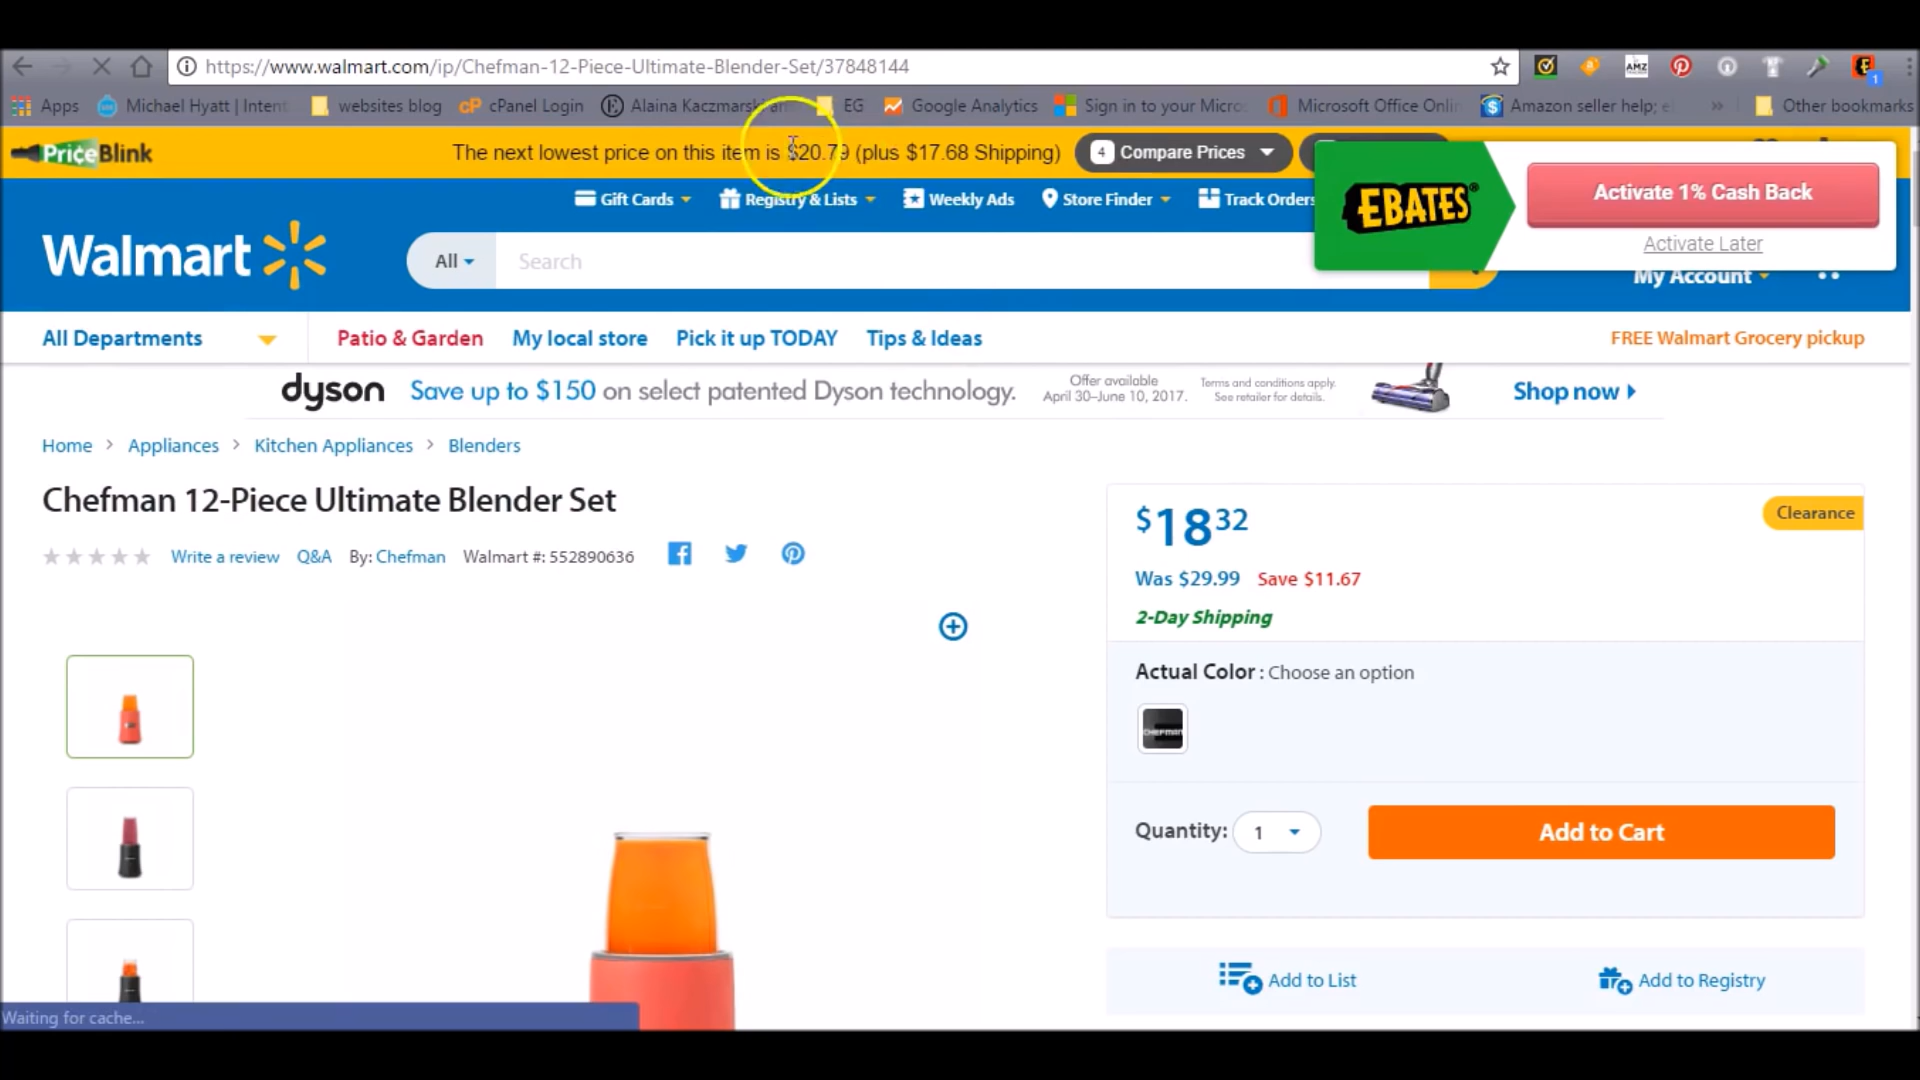 https://www.walmart.com/ip/Chefman-12-Piece-Ultimate-Blender-Set/37848144
AMZ
1
Apps Michael Hyatt | Intent websites blog cP cPanel Login Alaina Kaczmarski an EG Google Analytics Sign in to your Micro Microsoft Office Onlin Amazon seller help; e » Other bookmarks
PriceBlink The next lowest price on this item is $20.79 (plus $17.68 Shipping) 4 Compare Prices
EBATES® Activate 1% Cash Back
Activate Later
Gift Cards Registry & Lists Weekly Ads Store Finder Track Orders
Walmart All Search My Account
All Departments Patio & Garden My local store Pick it up TODAY Tips & Ideas FREE Walmart Grocery pickup
dyson Save up to $150 on select patented Dyson technology. Offer available April 30–June 10, 2017. Terms and conditions apply. See retailer for details. Shop now
Home > Appliances > Kitchen Appliances > Blenders
Chefman 12-Piece Ultimate Blender Set
Write a review Q&A By: Chefman Walmart #: 552890636
$18 32 Clearance
Was $29.99 Save $11.67
2-Day Shipping
Actual Color : Choose an option
CHEFMAN
Quantity: 1 Add to Cart
Add to List Add to Registry
Waiting for cache...